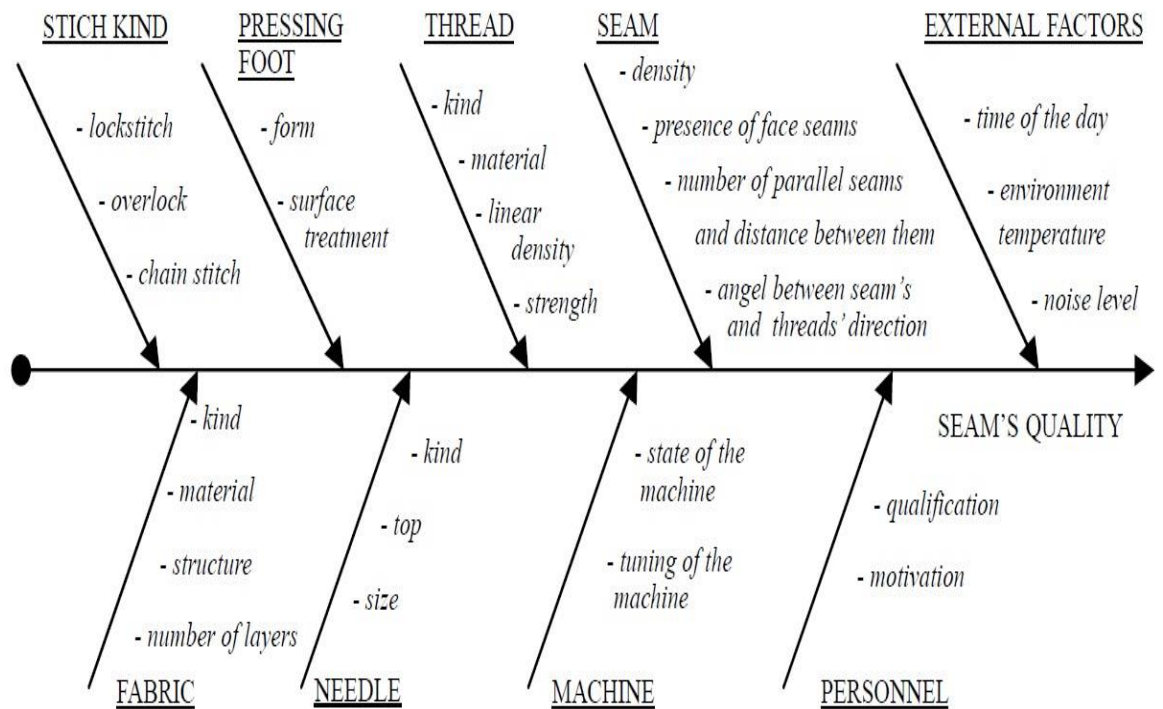 STICH KIND
- lockstitch
- overlock
- chain stitch
PRESSING
FOOT
- form
- surface
treatment
THREAD
- kind
- material
- linear
density
- strength
SEAM
- density
- presence of face seams
- number of parallel seams
and distance between them
- angel between seam's
and threads' direction
EXTERNAL FACTORS
- time of the day
- environment
temperature
- noise level
SEAM'S QUALITY
- kind
- material
- structure
- number of layers
FABRIC
- kind
- top
- size
NEEDLE
- state of the
machine
- tuning of the
machine
MACHINE
- qualification
- motivation
PERSONNEL